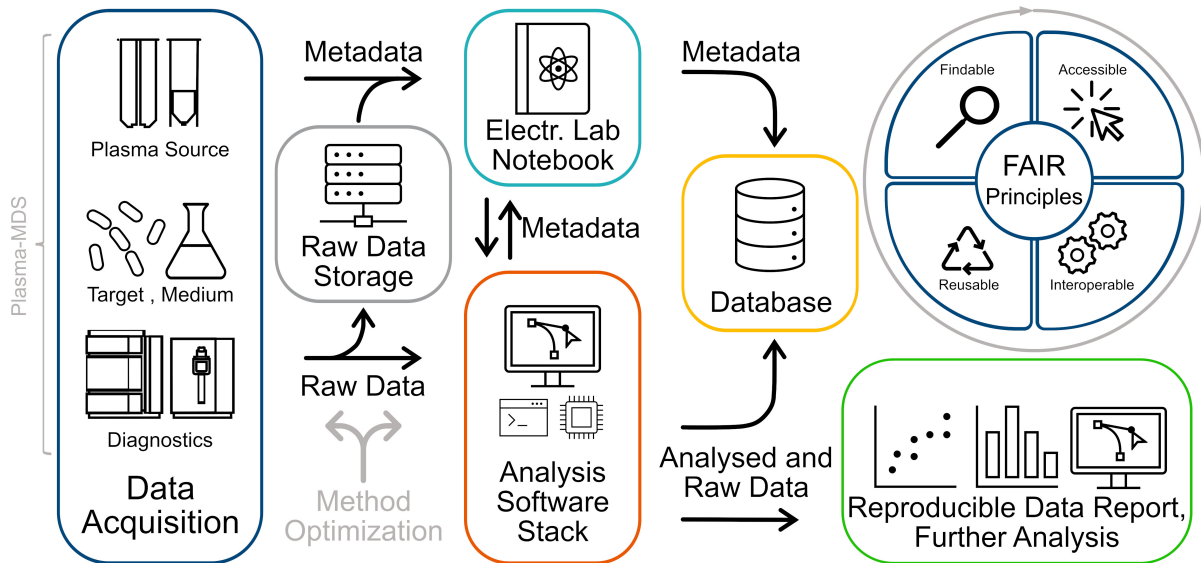 Plasma-MDS
Plasma Source
Target , Medium
Diagnostics
Data
Acquisition
Metadata
Raw Data
Storage
Raw Data
Method
Optimization
Electr. Lab
Notebook
Metadata
>_
Analysis
Software
Stack
Metadata
Database
Analysed and
Raw Data
Findable
Accessible
FAIR
Principles
Reusable
Interoperable
Reproducible Data Report,
Further Analysis